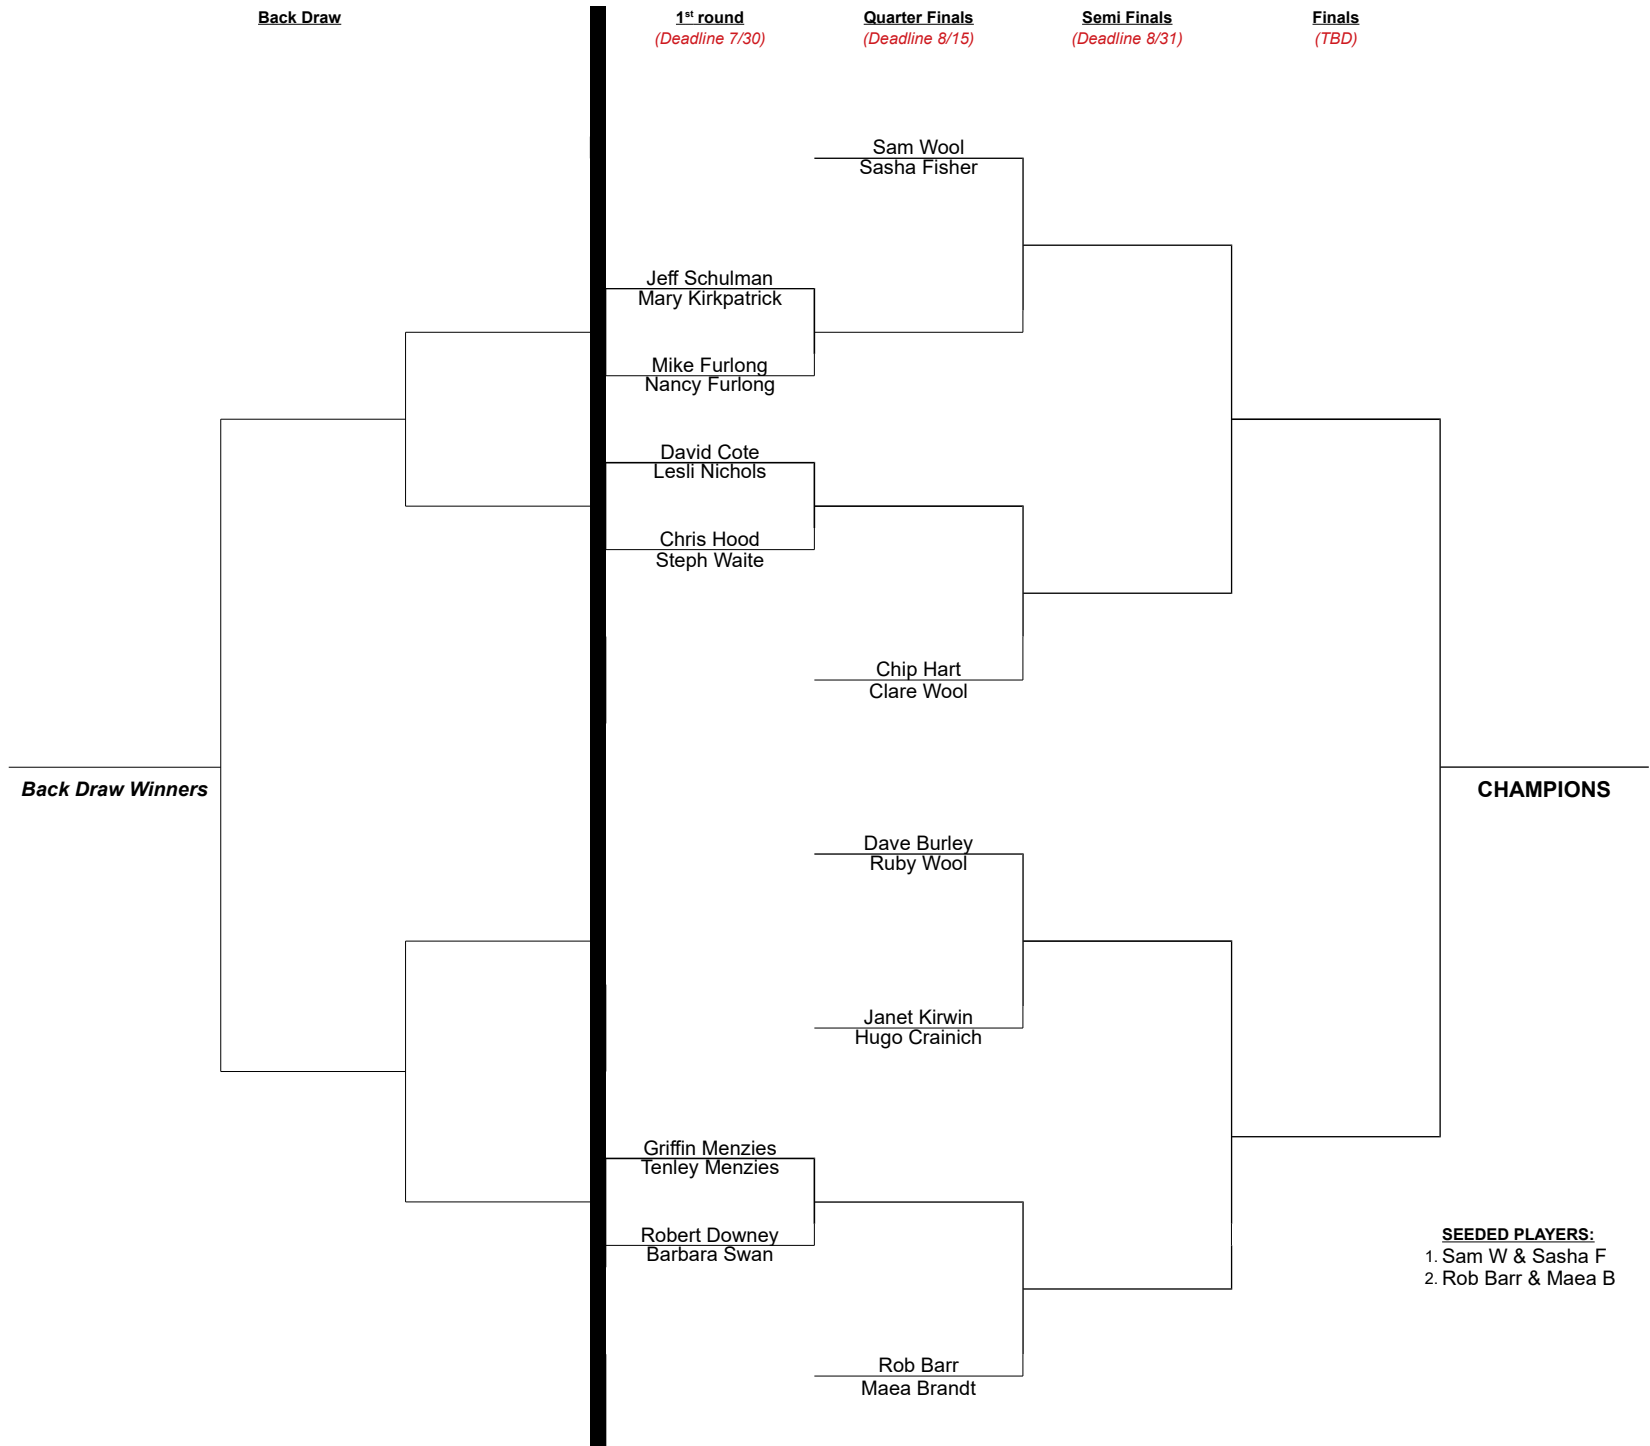 Back Draw
1st round
(Deadline 7/30)
Quarter Finals
(Deadline 8/15)
Semi Finals
(Deadline 8/31)
Finals
(TBD)
Sam Wool
Sasha Fisher
Jeff Schulman
Mary Kirkpatrick
Mike Furlong
Nancy Furlong
David Cote
Lesli Nichols
Chris Hood
Steph Waite
Chip Hart
Clare Wool
Back Draw Winners
CHAMPIONS
Dave Burley
Ruby Wool
Janet Kirwin
Hugo Crainich
Griffin Menzies
Tenley Menzies
Robert Downey
Barbara Swan
SEEDED PLAYERS:
1. Sam W & Sasha F
2. Rob Barr & Maea B
Rob Barr
Maea Brandt